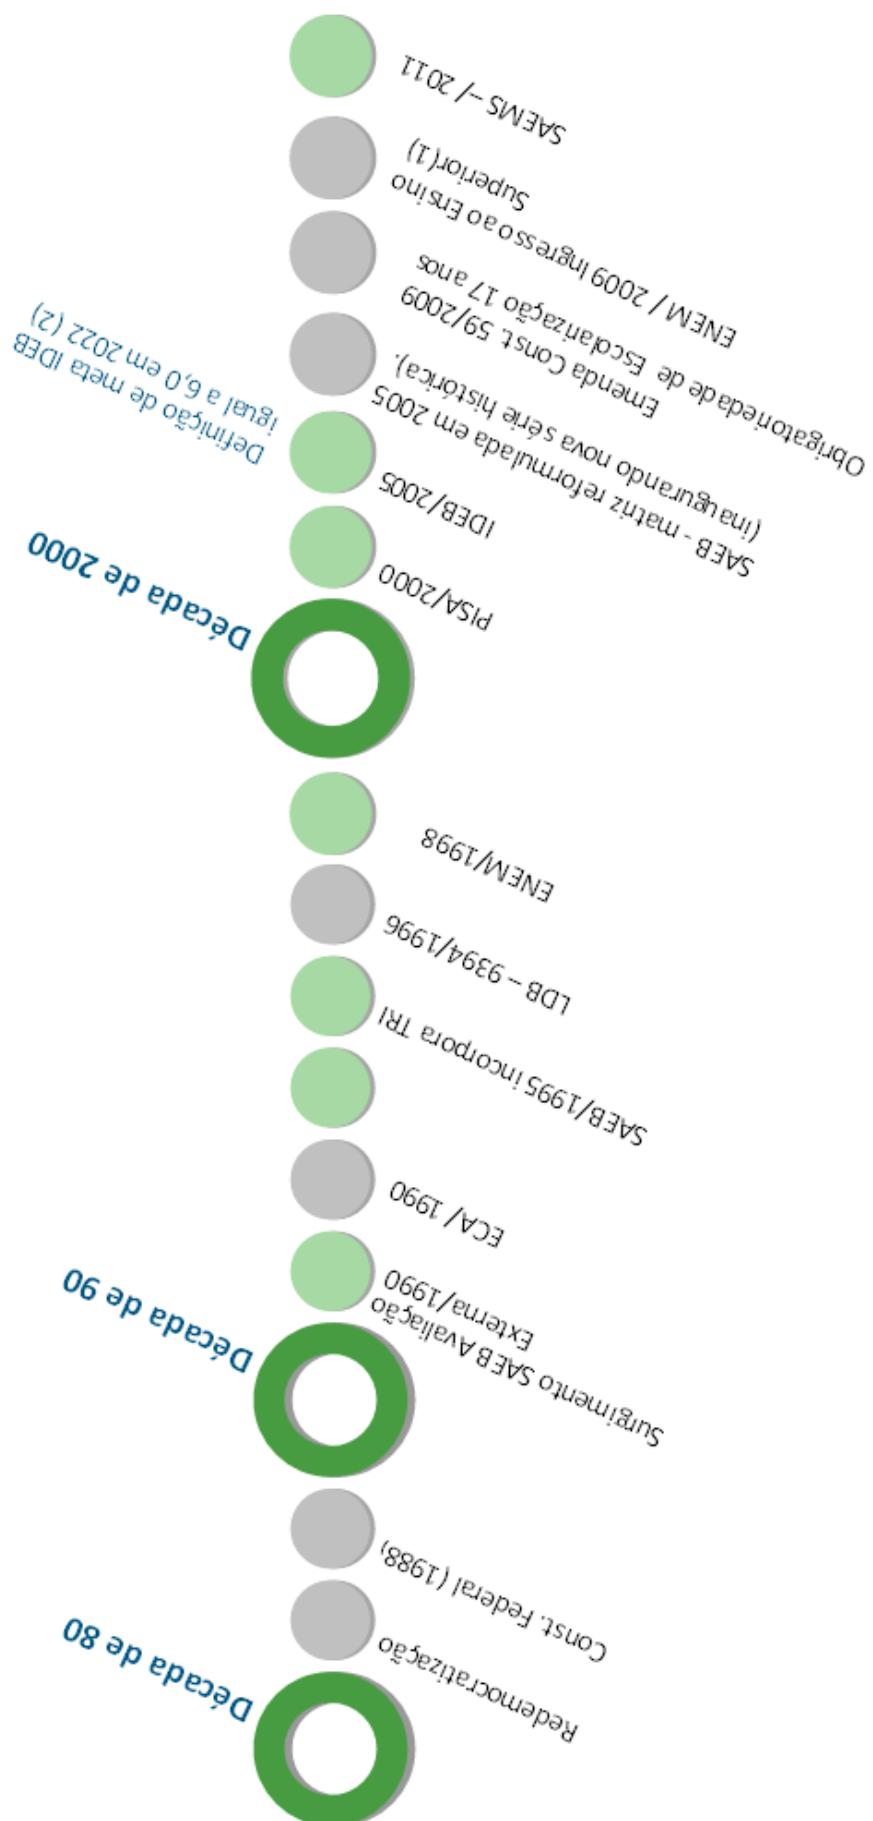 Década de 80
Redemocratização
Const. Federal (1988)
Década de 90
Surgimento SAEB Avaliação
Externa/1990
ECA/ 1990
SAEB/1995 incorpora TRI
LDB – 9394/1996
ENEM/1998
Década de 2000
PISA/2000
IDEB/2005
Definição de meta IDEB
igual a 6,0 em 2022 (2)
SAEB - matriz reformulada em 2005
(inaugurando nova série histórica).
Emenda Const. 59/2009
Obrigatoriedade de Escolarização 17 anos
ENEM / 2009 Ingresso ao Ensino
Superior(1)
SAEMS –/ 2011